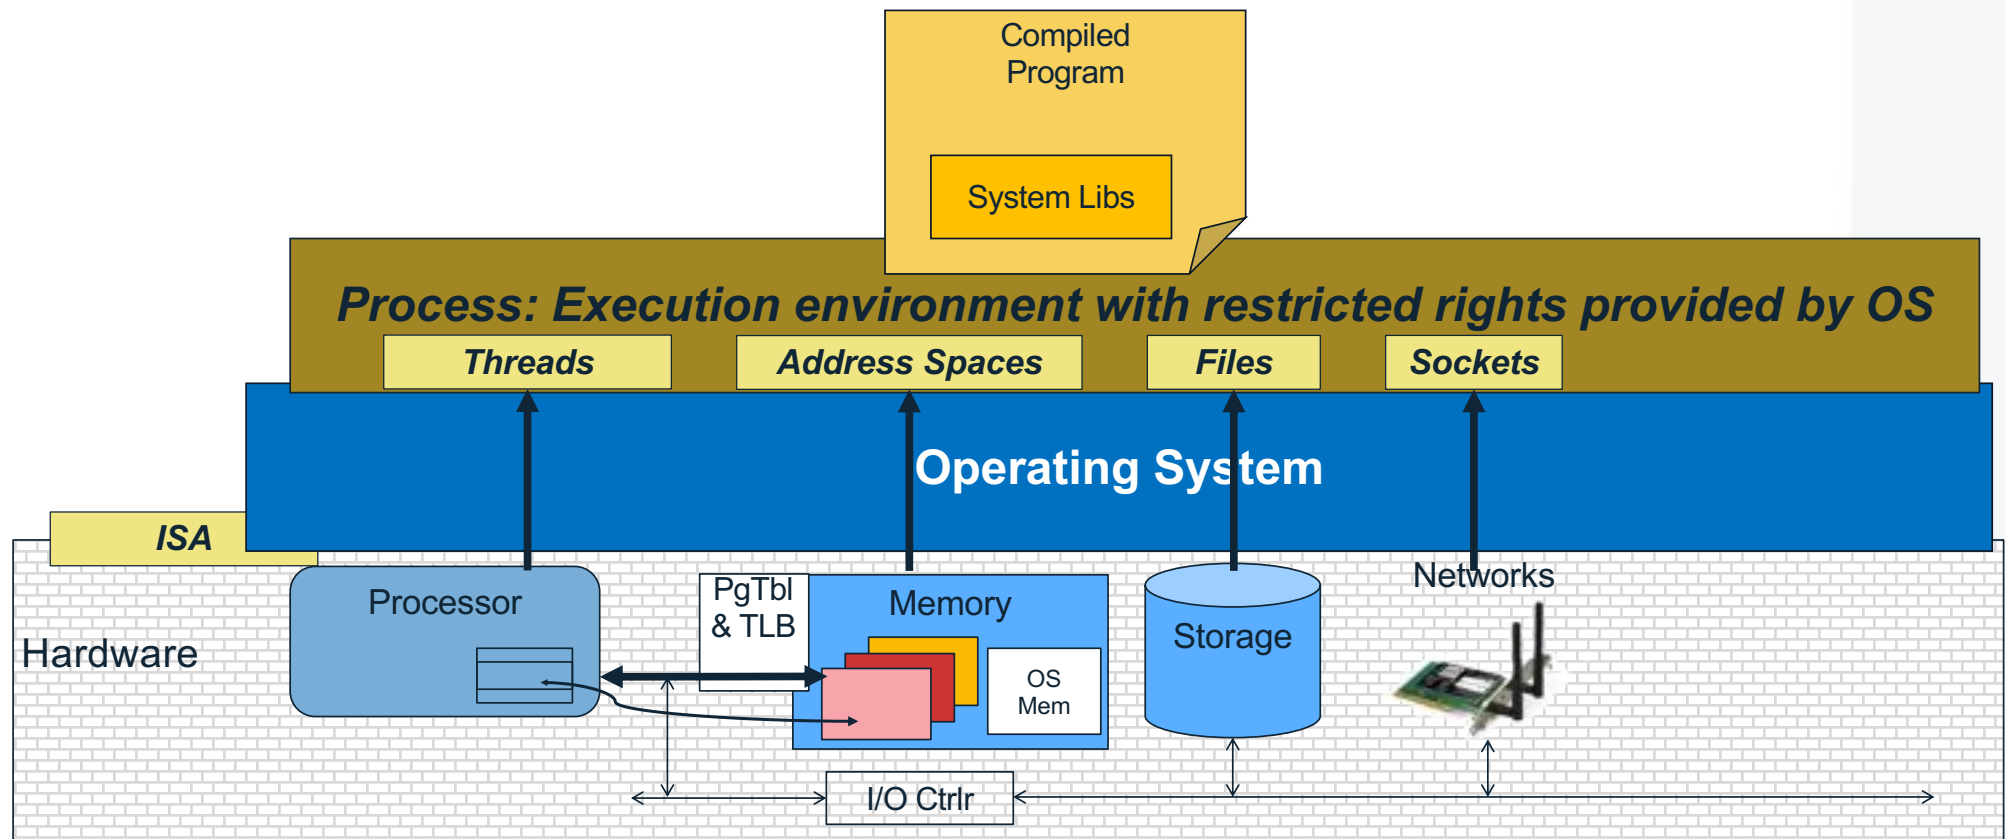 Compiled
Program
System Libs
Process: Execution environment with restricted rights provided by OS
Threads
Address Spaces
Files
Sockets
Operating System
ISA
Hardware
Processor
PgTbl
& TLB
Memory
OS
Mem
Storage
Networks
I/O Ctrlr